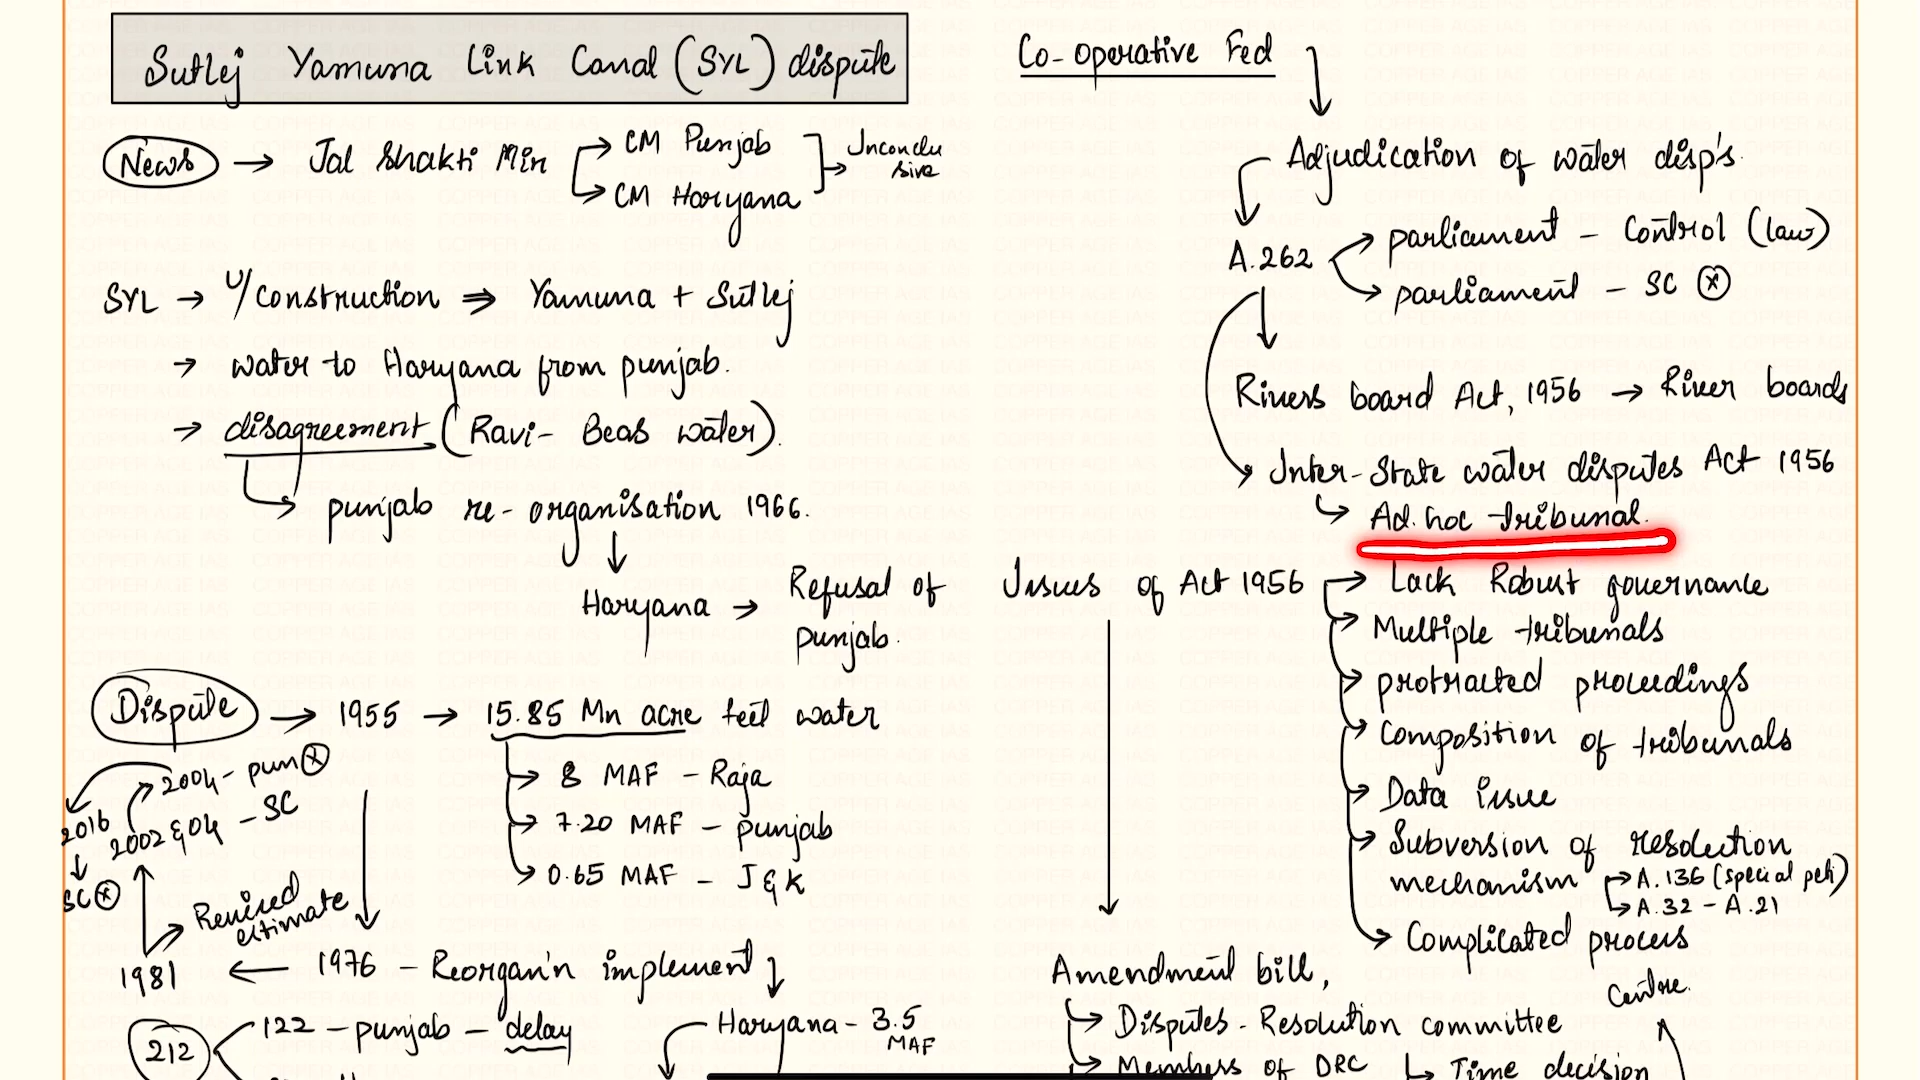 Sutlej Yamuna Link Canal (SYL) dispute
News → Jal Shakti Min → CM Punjab
→ CM Haryana
→ Inconclu
sive
SYL → U/construction ⇒ Yamuna + Sutlej
→ water to Haryana from punjab.
→ disagreement (Ravi- Beas water).
→ punjab re-organisation 1966.
Haryana → Refusal of
punjab.
Dispute → 1955 → 15.85 Mn acre feet water
→ 8 MAF - Raja
→ 7.20 MAF - punjab
→ 0.65 MAF - J&K
2004 - pun ⓧ
2002 & 04 - SC
2016
SC ⓧ
Revised
estimate
1981 ← 1976 - Reorgan'n implement
212
122 - punjab - delay
Haryana - 3.5
MAF
Co-operative Fed
Adjudication of water disp's.
A.262 → parliament - Control (law)
→ parliament - SC ⓧ
Rivers board Act, 1956 → River boards
Inter-State water disputes Act 1956
→ Ad.hoc tribunal.
Issues of Act 1956 → Lack Robust governance
→ Multiple tribunals
→ protracted proceedings
→ Composition of tribunals
→ Data issue
→ Subversion of resolution
mechanism → A.136 (special peti)
→ A.32 - A.21
→ Complicated process
Amendment bill,
Centre.
→ Disputes - Resolution committee
→ Members of DRC → Time decision
COPPER AGE IAS